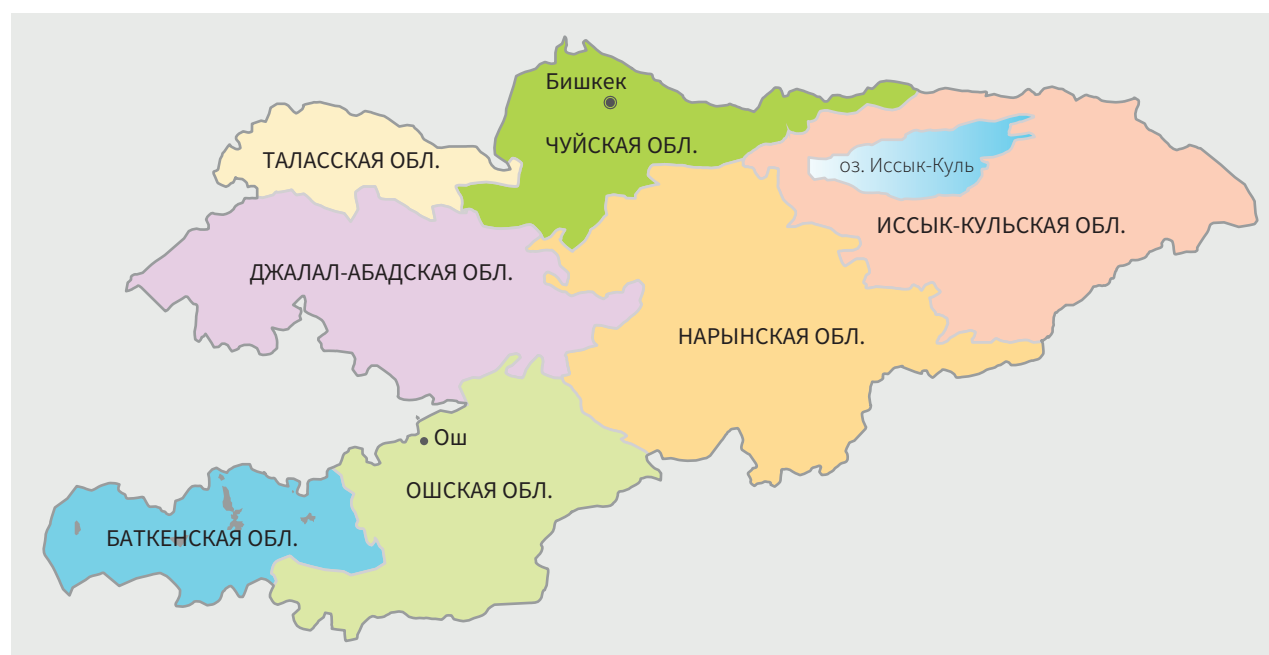 Бишкек
ЧУЙСКАЯ ОБЛ.
ТАЛАССКАЯ ОБЛ.
оз. Иссык-Куль
ИССЫК-КУЛЬСКАЯ ОБЛ.
ДЖАЛАЛ-АБАДСКАЯ ОБЛ.
НАРЫНСКАЯ ОБЛ.
Ош
ОШСКАЯ ОБЛ.
БАТКЕНСКАЯ ОБЛ.